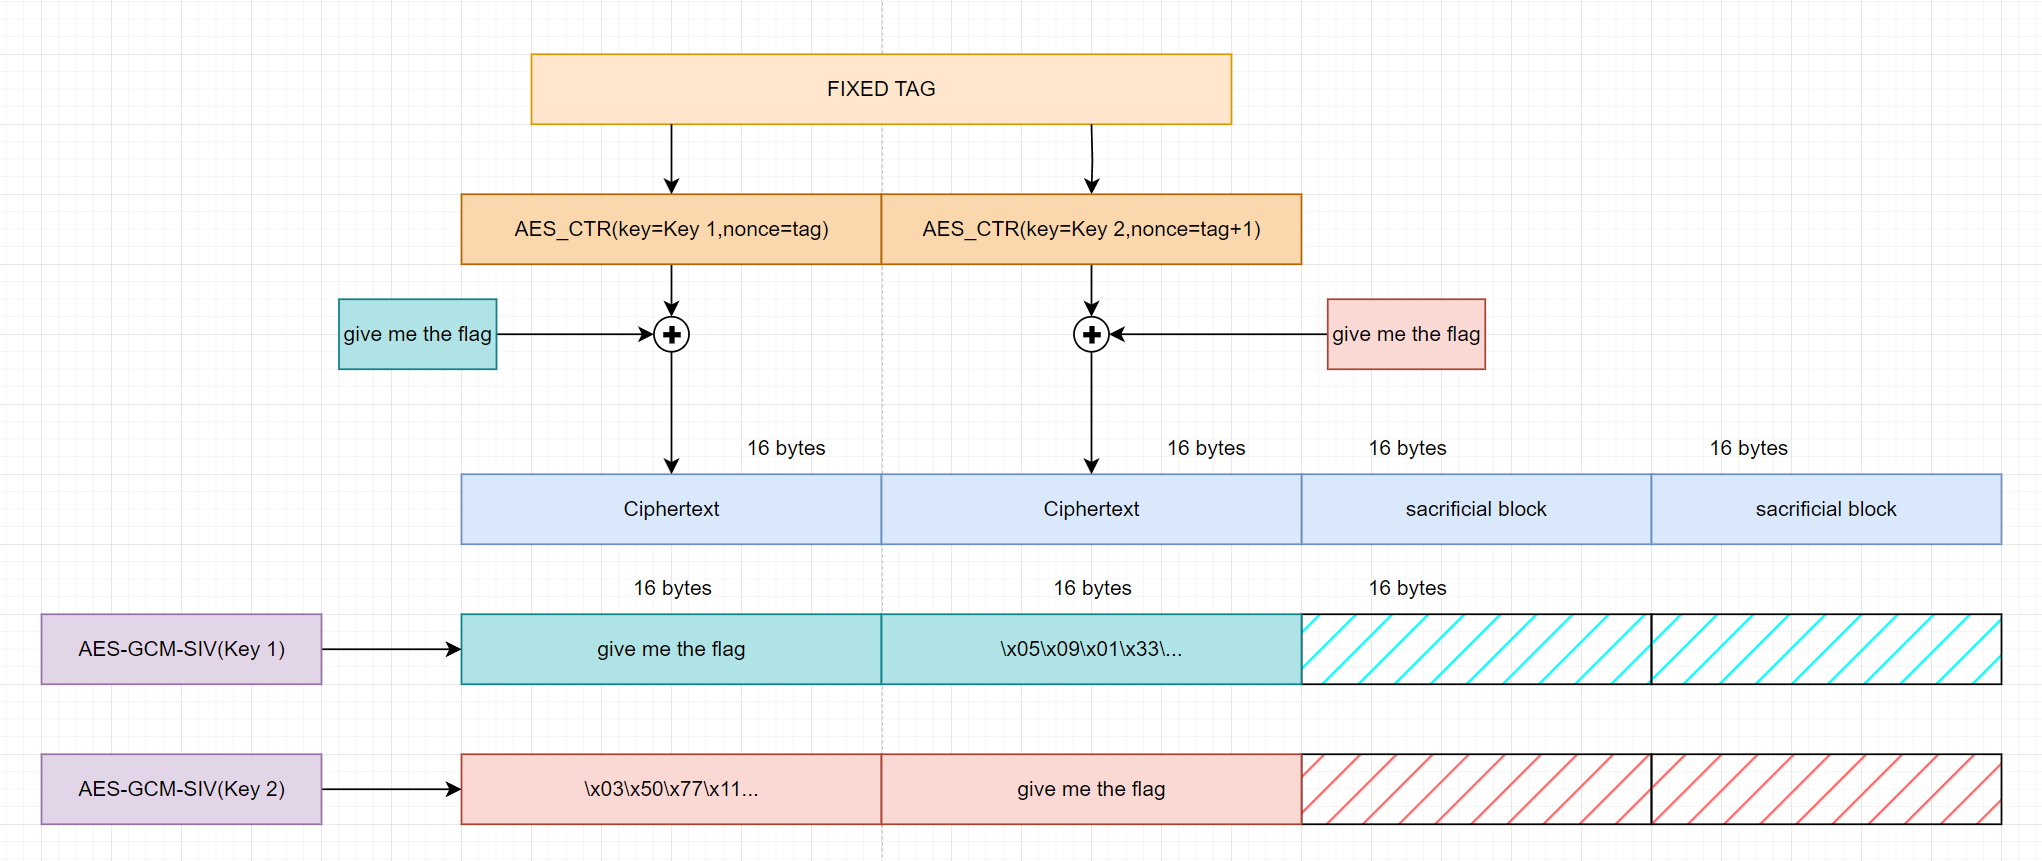 FIXED TAG
AES_CTR(key=Key 1,nonce=tag)
AES_CTR(key=Key 2,nonce=tag+1)
give me the flag
give me the flag
16 bytes
16 bytes
16 bytes
16 bytes
Ciphertext
Ciphertext
sacrificial block
sacrificial block
16 bytes
16 bytes
16 bytes
AES-GCM-SIV(Key 1)
give me the flag
\x05\x09\x01\x33\...
AES-GCM-SIV(Key 2)
\x03\x50\x77\x11...
give me the flag